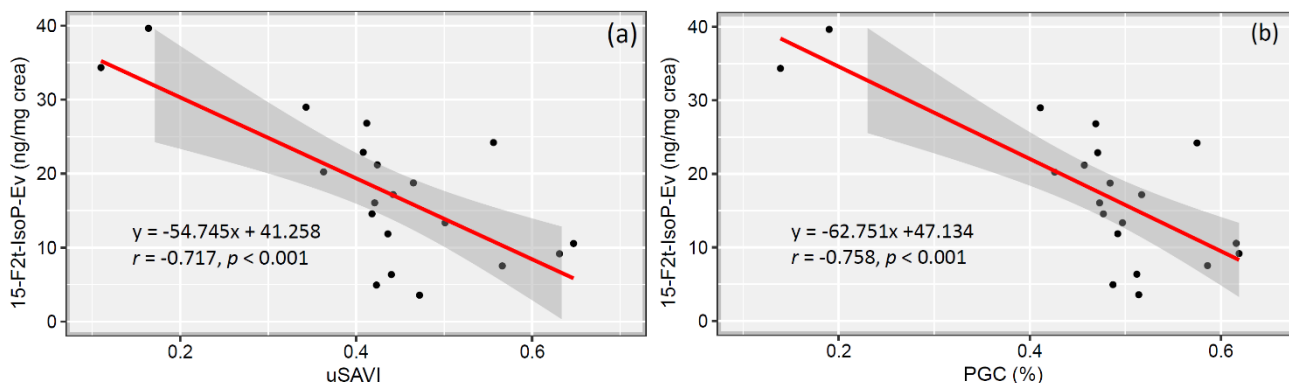 (a)
15-F2t-IsoP-Ev (ng/mg crea)
40
30
20
10
0
y = -54.745x + 41.258
r = -0.717, p < 0.001
0.2
0.4
0.6
uSAVI
(b)
15-F2t-IsoP-Ev (ng/mg crea)
40
30
20
10
0
y = -62.751x +47.134
r = -0.758, p < 0.001
0.2
0.4
0.6
PGC (%)